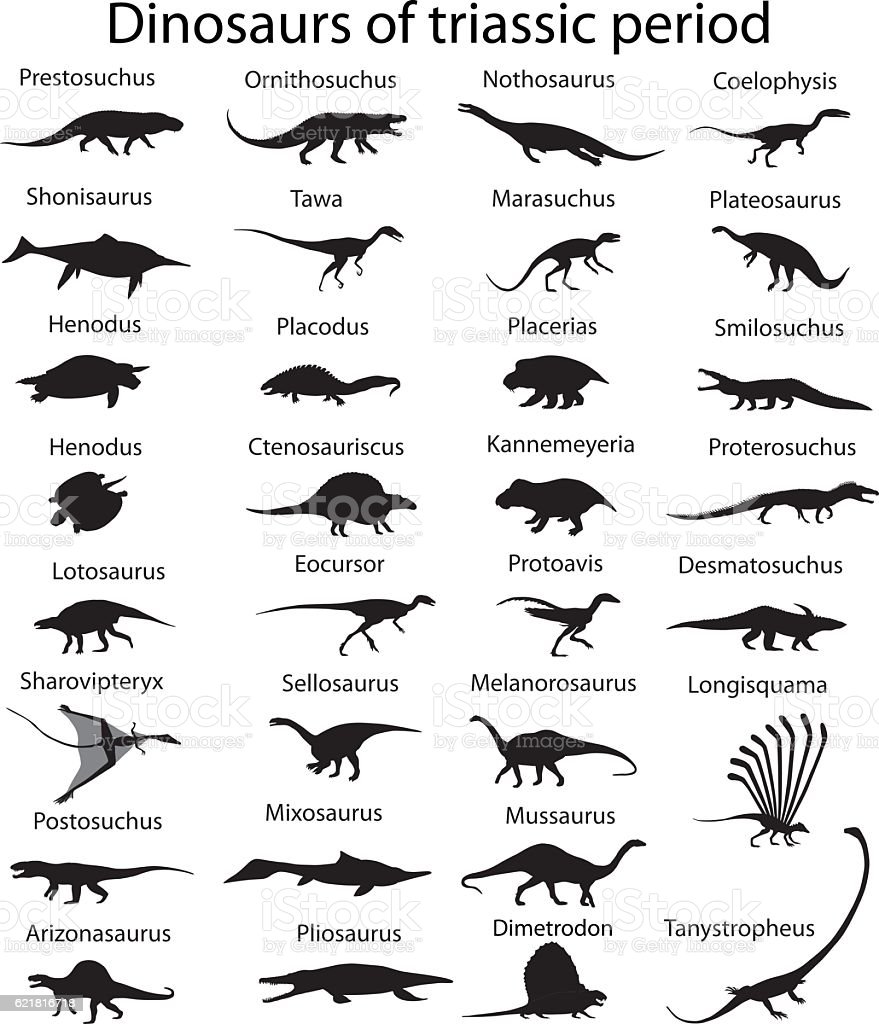 Dinosaurs of triassic period
Prestosuchus Ornithosuchus Nothosaurus Coelophysis
Shonisaurus Tawa Marasuchus Plateosaurus
Henodus Placodus Placerias Smilosuchus
Henodus Ctenosauriscus Kannemeyeria Proterosuchus
Lotosaurus Eocursor Protoavis Desmatosuchus
Sharovipteryx Sellosaurus Melanorosaurus Longisquama
Postosuchus Mixosaurus Mussaurus
Arizonasaurus Pliosaurus Dimetrodon Tanystropheus
iStock
by Getty Images™
621816718